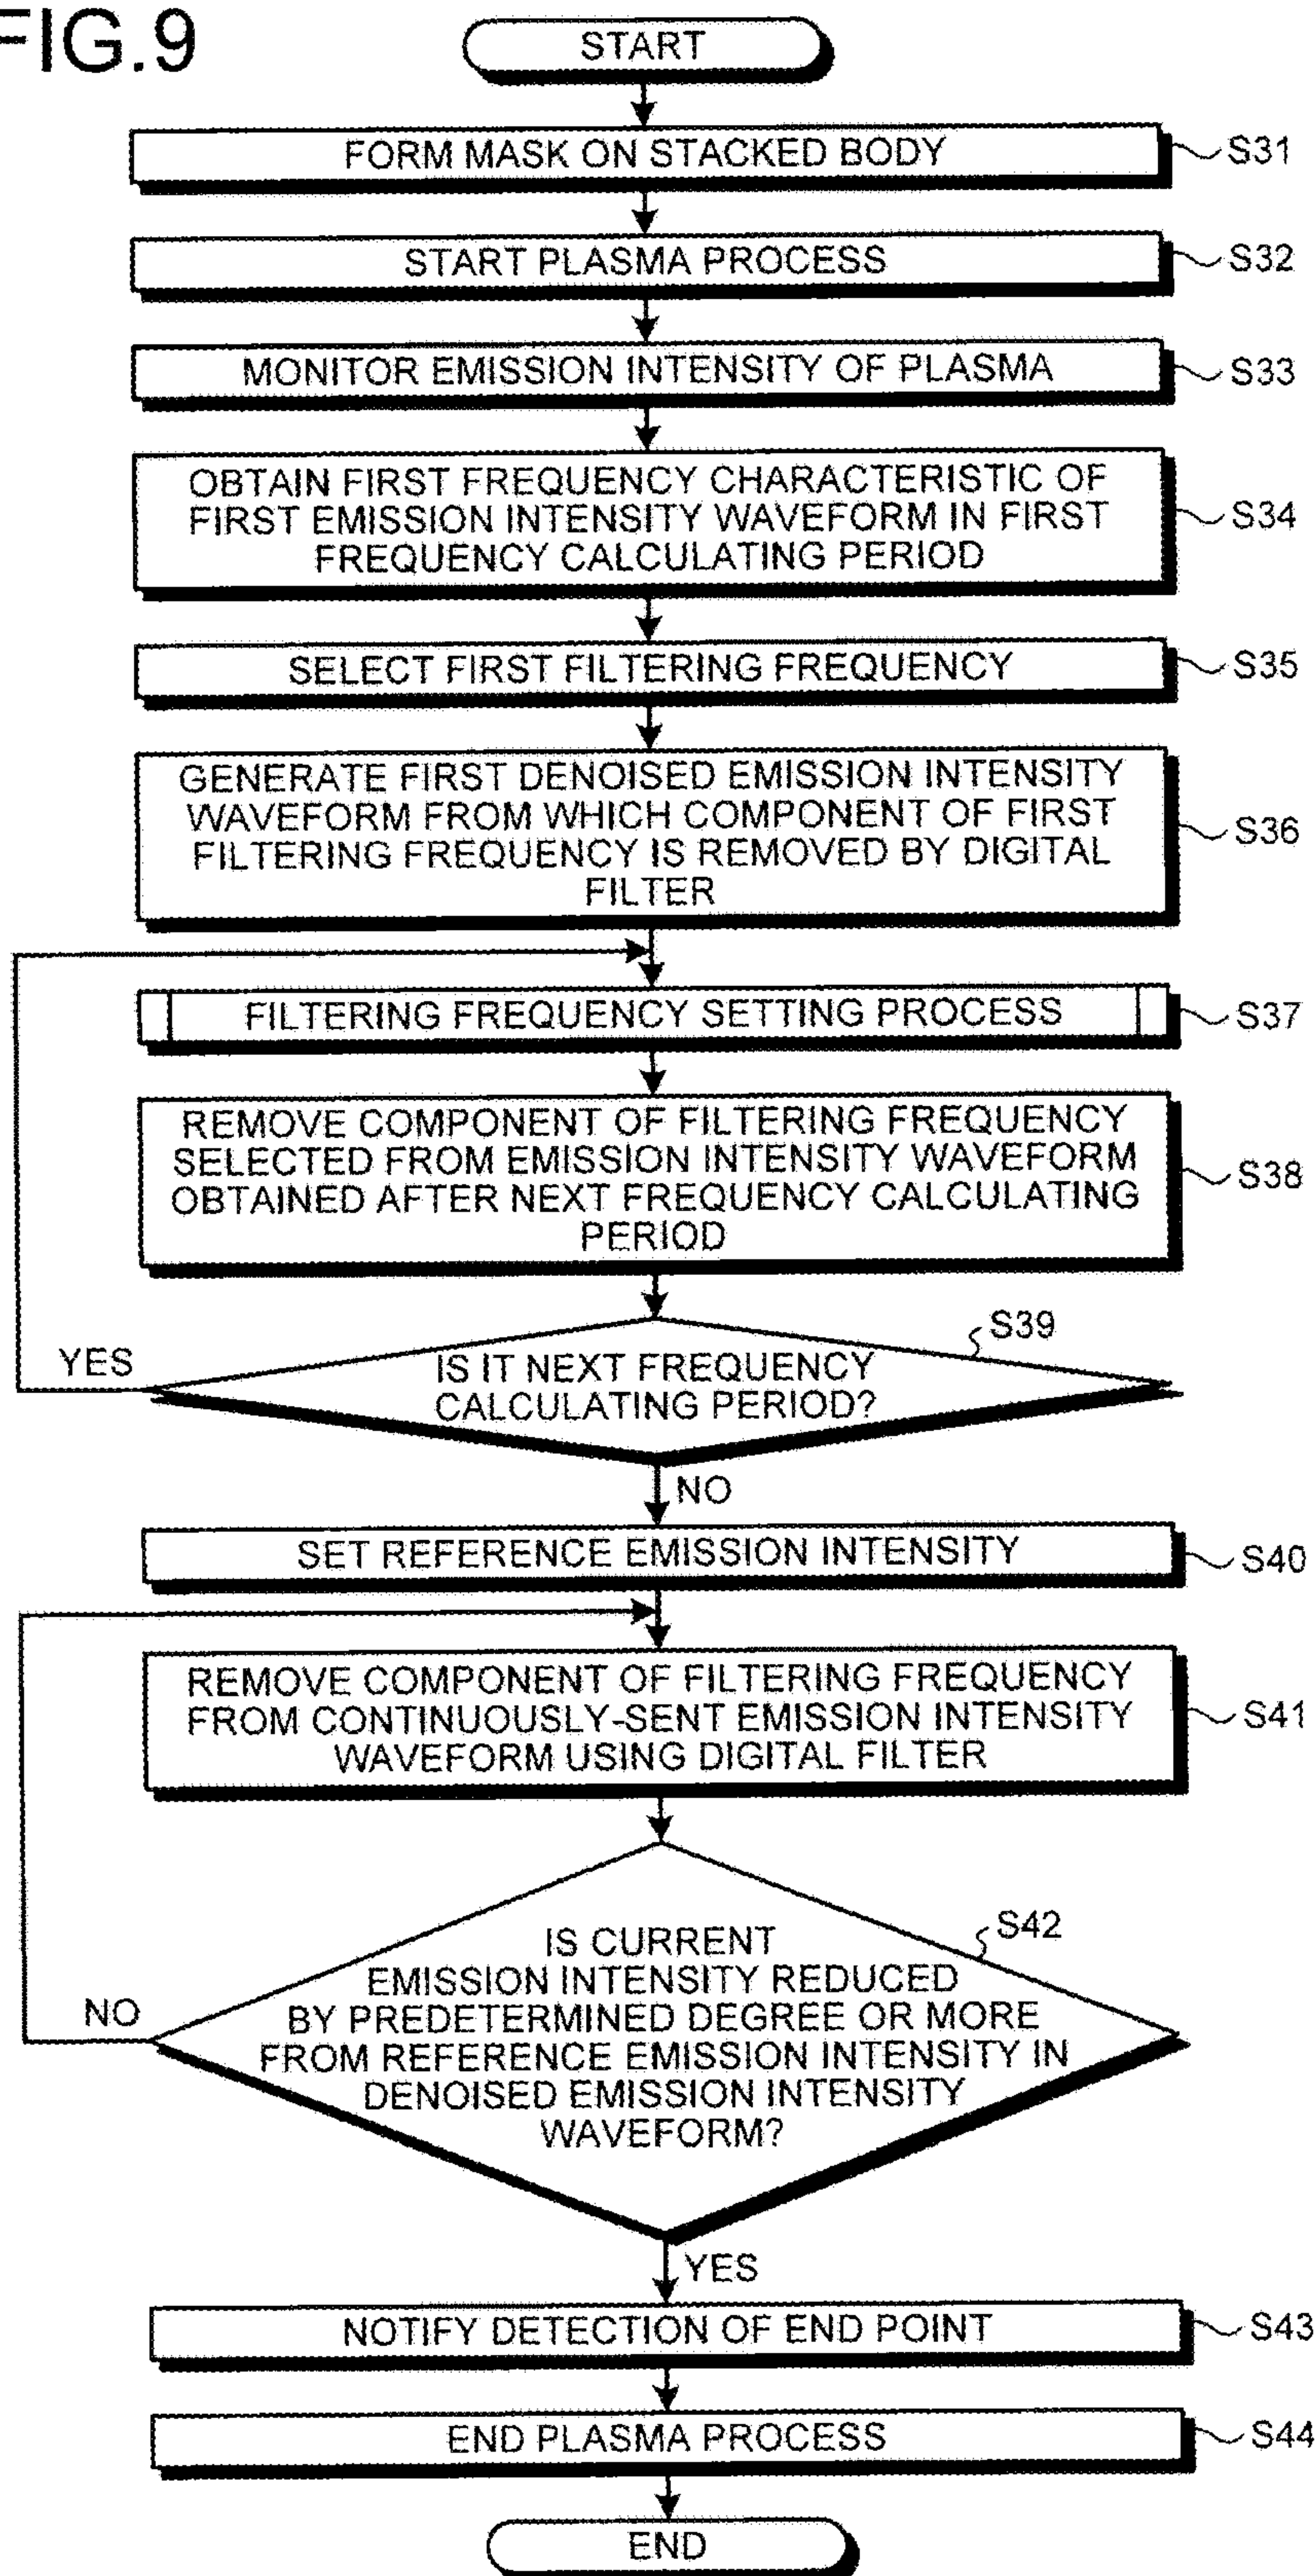 FIG.9
START
FORM MASK ON STACKED BODY
S31
START PLASMA PROCESS
S32
MONITOR EMISSION INTENSITY OF PLASMA
S33
OBTAIN FIRST FREQUENCY CHARACTERISTIC OF
FIRST EMISSION INTENSITY WAVEFORM IN FIRST
FREQUENCY CALCULATING PERIOD
S34
SELECT FIRST FILTERING FREQUENCY
S35
GENERATE FIRST DENOISED EMISSION INTENSITY
WAVEFORM FROM WHICH COMPONENT OF FIRST
FILTERING FREQUENCY IS REMOVED BY DIGITAL
FILTER
S36
FILTERING FREQUENCY SETTING PROCESS
S37
REMOVE COMPONENT OF FILTERING FREQUENCY
SELECTED FROM EMISSION INTENSITY WAVEFORM
OBTAINED AFTER NEXT FREQUENCY CALCULATING
PERIOD
S38
S39
YES
IS IT NEXT FREQUENCY
CALCULATING PERIOD?
NO
SET REFERENCE EMISSION INTENSITY
S40
REMOVE COMPONENT OF FILTERING FREQUENCY
FROM CONTINUOUSLY-SENT EMISSION INTENSITY
WAVEFORM USING DIGITAL FILTER
S41
S42
NO
IS CURRENT
EMISSION INTENSITY REDUCED
BY PREDETERMINED DEGREE OR MORE
FROM REFERENCE EMISSION INTENSITY IN
DENOISED EMISSION INTENSITY
WAVEFORM?
YES
NOTIFY DETECTION OF END POINT
S43
END PLASMA PROCESS
S44
END